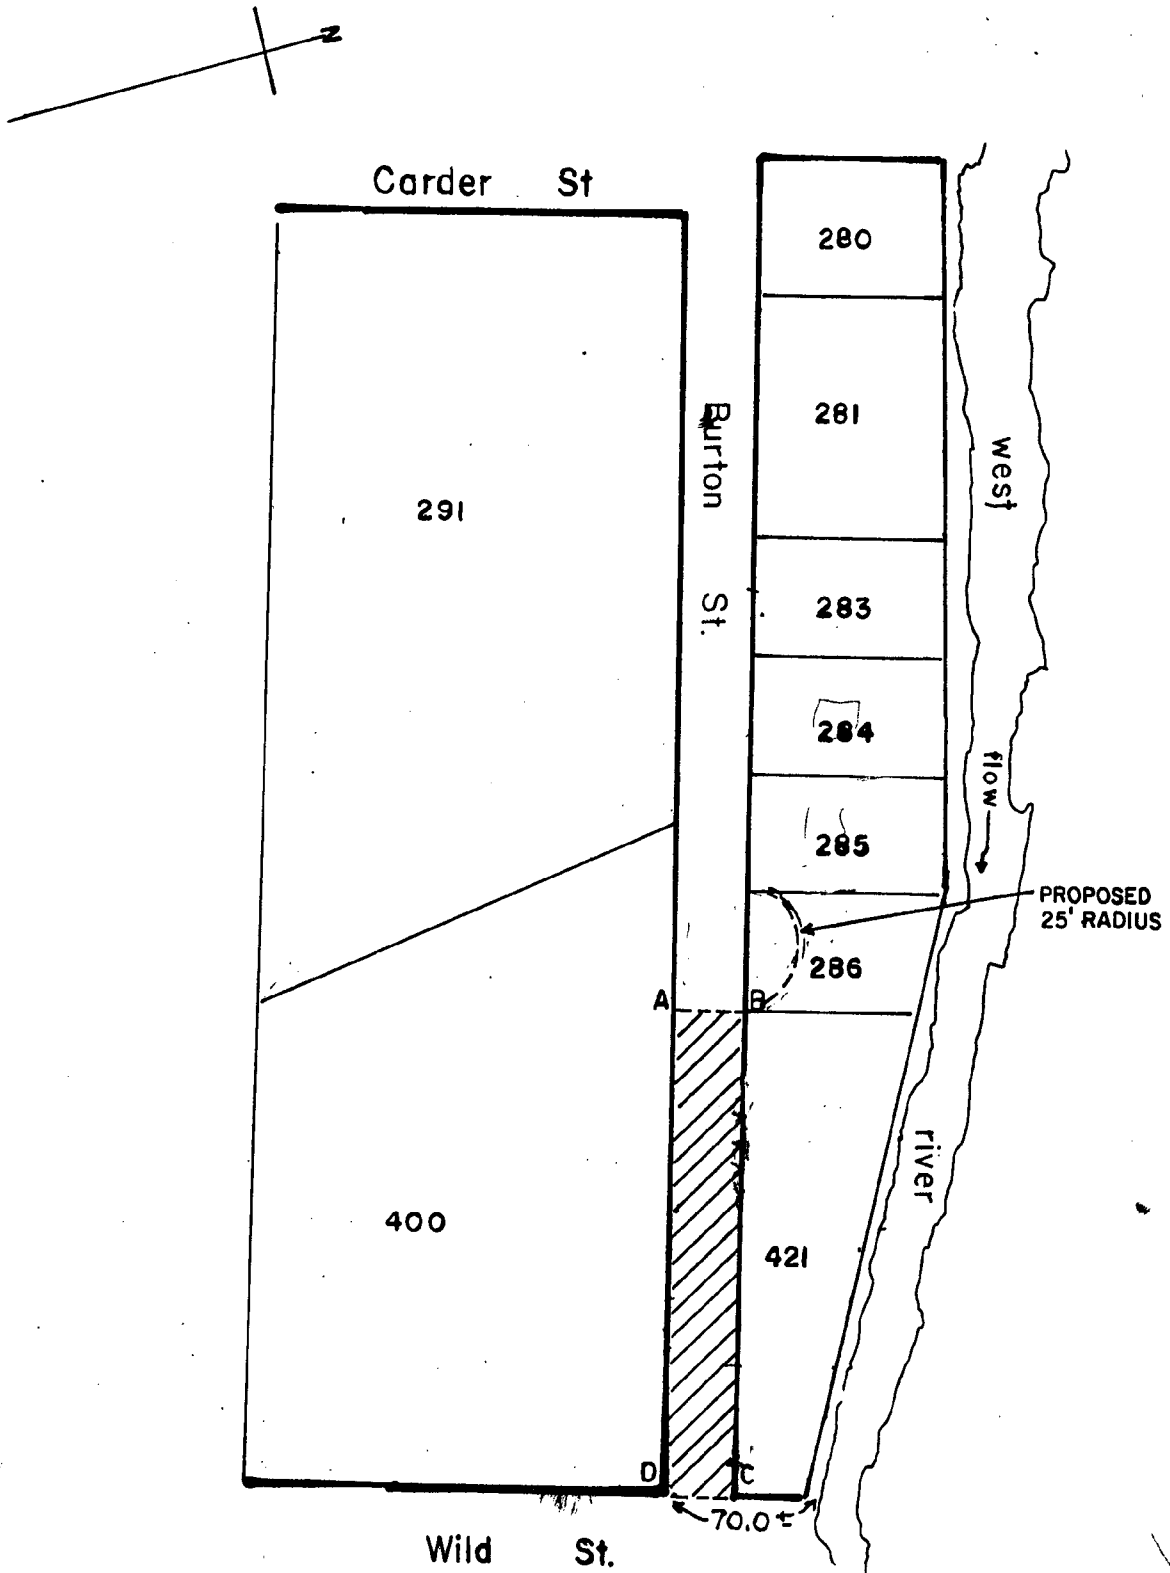 N
Carder St
280
281
Burton St.
west
291
283
284
flow
285
PROPOSED
25' RADIUS
286
A
B
river
400
421
D
C
70.0 ±
Wild St.